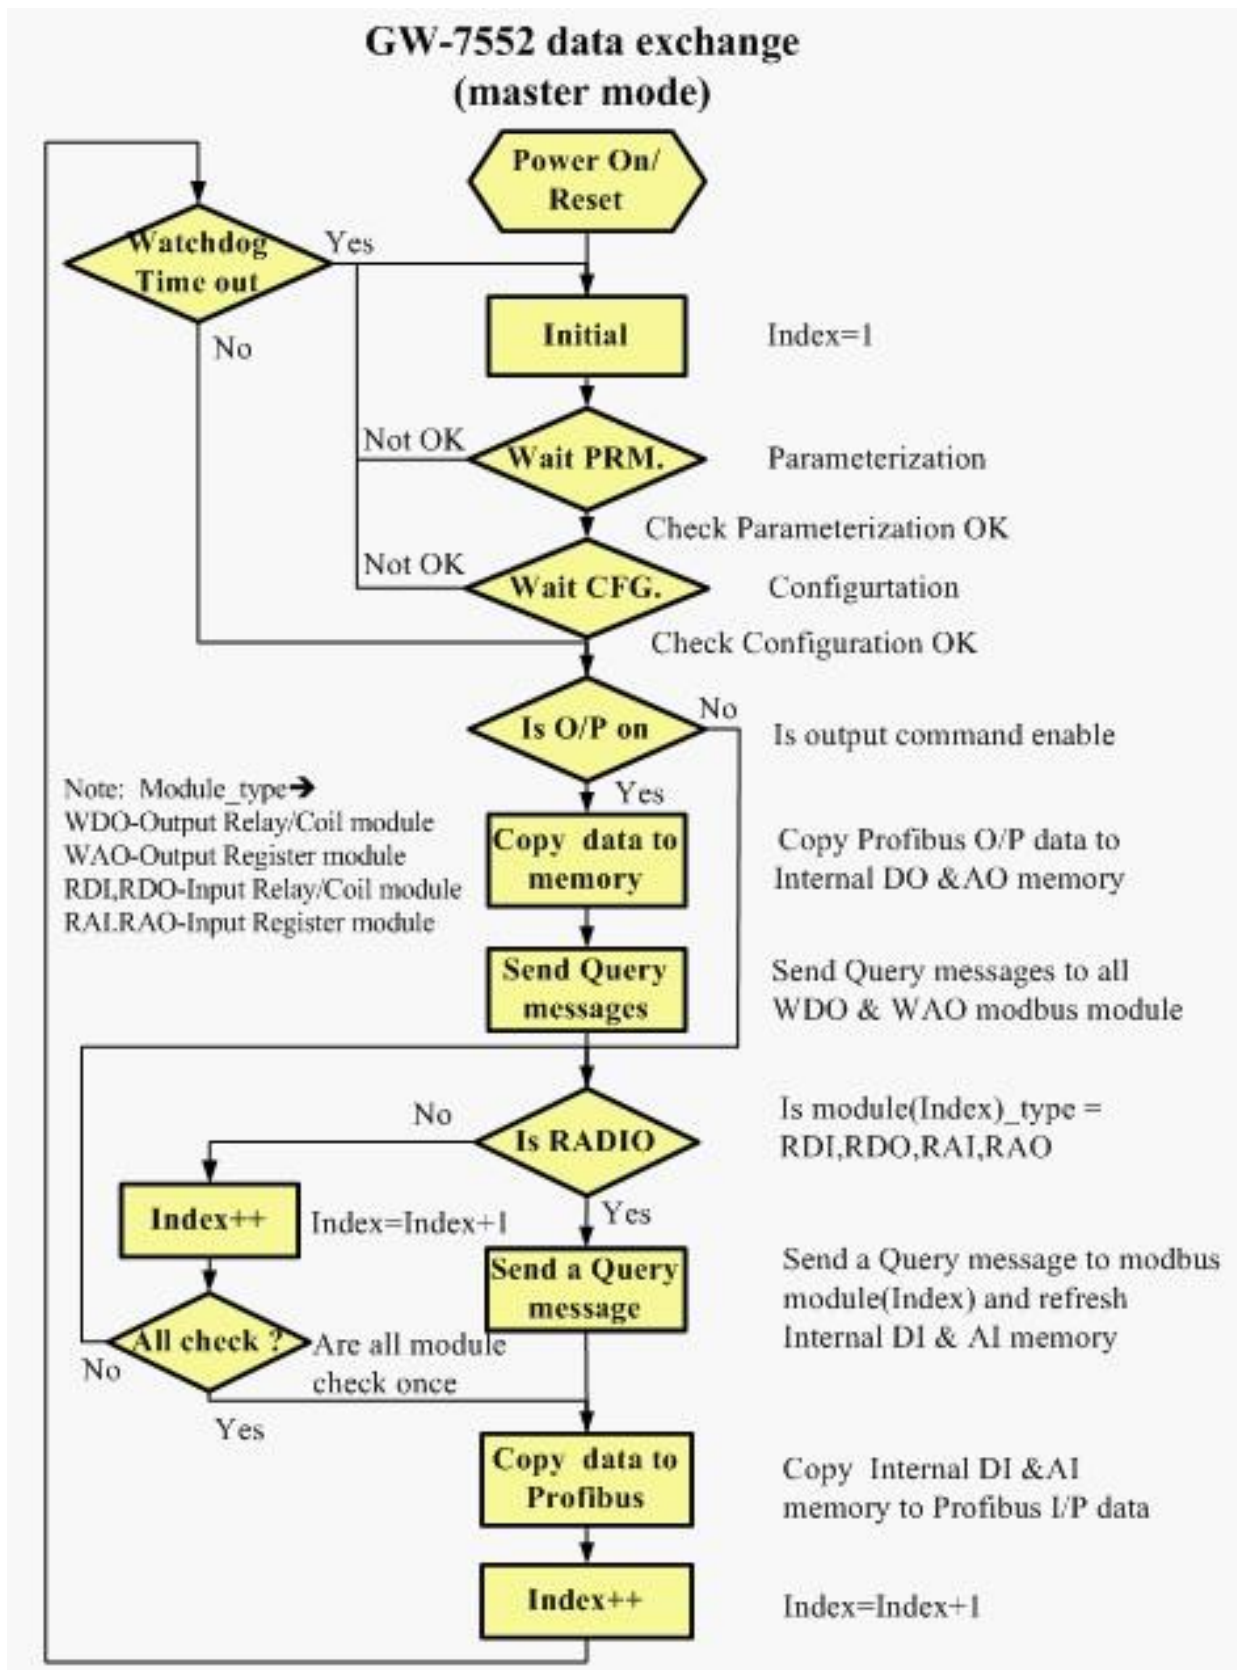 GW-7552 data exchange
(master mode)
Power On/
Reset
Watchdog
Time out
Yes
No
Initial
Index=1
Not OK
Wait PRM.
Parameterization
Check Parameterization OK
Not OK
Wait CFG.
Configurtation
Check Configuration OK
Is O/P on
No
Is output command enable
Yes
Note: Module_type➔
WDO-Output Relay/Coil module
WAO-Output Register module
RDI,RDO-Input Relay/Coil module
RAI.RAO-Input Register module
Copy data to
memory
Copy Profibus O/P data to
Internal DO &AO memory
Send Query
messages
Send Query messages to all
WDO & WAO modbus module
No
Is RADIO
Is module(Index)_type =
RDI,RDO,RAI,RAO
Yes
Index++
Index=Index+1
Send a Query
message
Send a Query message to modbus
module(Index) and refresh
Internal DI & AI memory
All check ?
Are all module
check once
No
Yes
Copy data to
Profibus
Copy Internal DI &AI
memory to Profibus I/P data
Index++
Index=Index+1